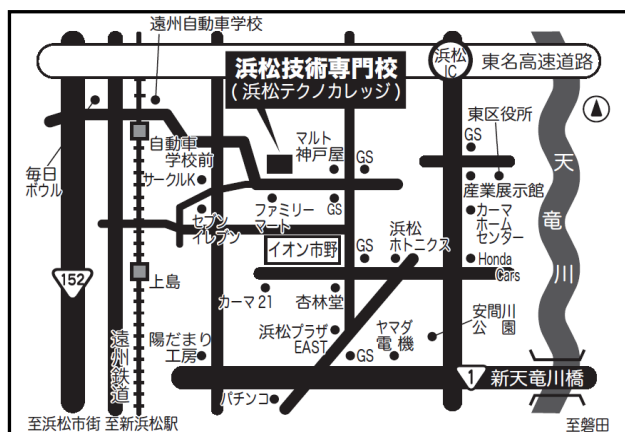 遠州自動車学校
浜松
IC
東名高速道路
浜松技術専門校
(浜松テクノカレッジ)
東区役所
GS
マルト
神戸屋
GS
自動車
学校前
毎日
ボウル
サークルK
産業展示館
天竜川
セブン
イレブン
ファミリー
マート
GS
カーマ
ホーム
センター
浜松
ホトニクス
イオン市野
GS
Honda
Cars
152
上島
カーマ21
杏林堂
安間川
公園
遠州鉄道
陽だまり
工房
浜松プラザ
EAST
ヤマダ
電機
GS
1
新天竜川橋
パチンコ
至浜松市街
至新浜松駅
至磐田